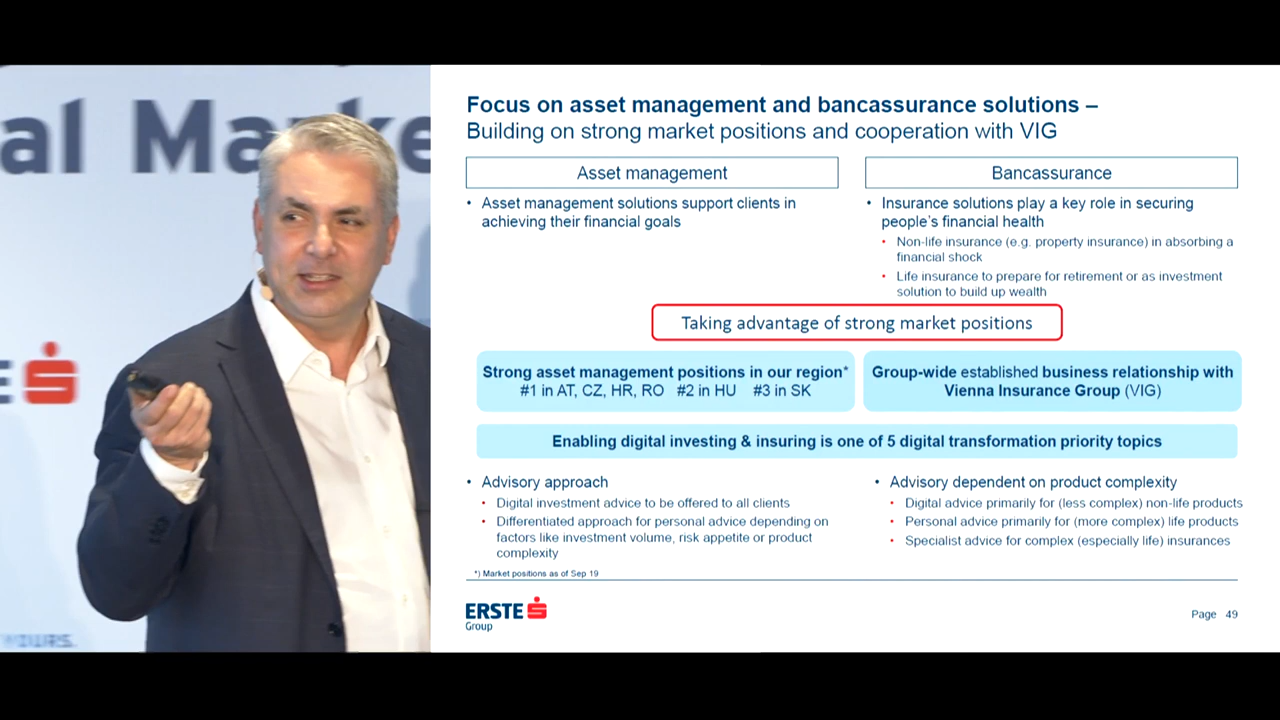 al Marke
E
YOURS.
Focus on asset management and bancassurance solutions –
Building on strong market positions and cooperation with VIG
Asset management
• Asset management solutions support clients in
achieving their financial goals
Bancassurance
• Insurance solutions play a key role in securing
people's financial health
• Non-life insurance (e.g. property insurance) in absorbing a
financial shock
• Life insurance to prepare for retirement or as investment
solution to build up wealth
Taking advantage of strong market positions
Strong asset management positions in our region*
#1 in AT, CZ, HR, RO #2 in HU #3 in SK
Group-wide established business relationship with
Vienna Insurance Group (VIG)
Enabling digital investing & insuring is one of 5 digital transformation priority topics
• Advisory approach
• Digital investment advice to be offered to all clients
• Differentiated approach for personal advice depending on
factors like investment volume, risk appetite or product
complexity
• Advisory dependent on product complexity
• Digital advice primarily for (less complex) non-life products
• Personal advice primarily for (more complex) life products
• Specialist advice for complex (especially life) insurances
*) Market positions as of Sep 19
ERSTE
Group
Page 49